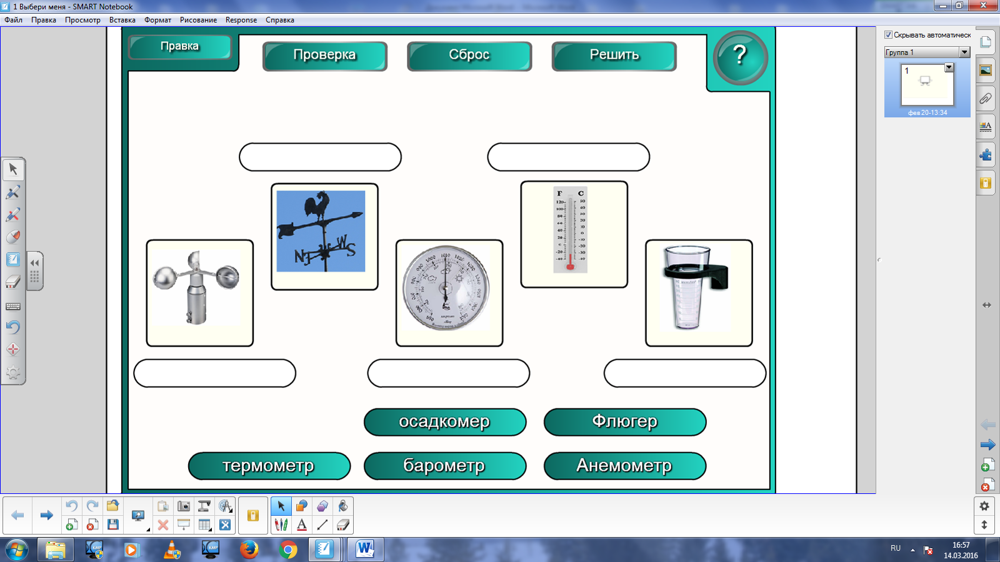 1 Выбери меня - SMART Notebook
Файл Правка Просмотр Вставка Формат Рисование Response Справка
Правка
Проверка Сброс Решить ?
Скрывать автоматическ
Группа 1
1
фев 20-13:34
F C
N W S
осадкомер Флюгер
термометр барометр Анемометр
RU
16:57
14.03.2016